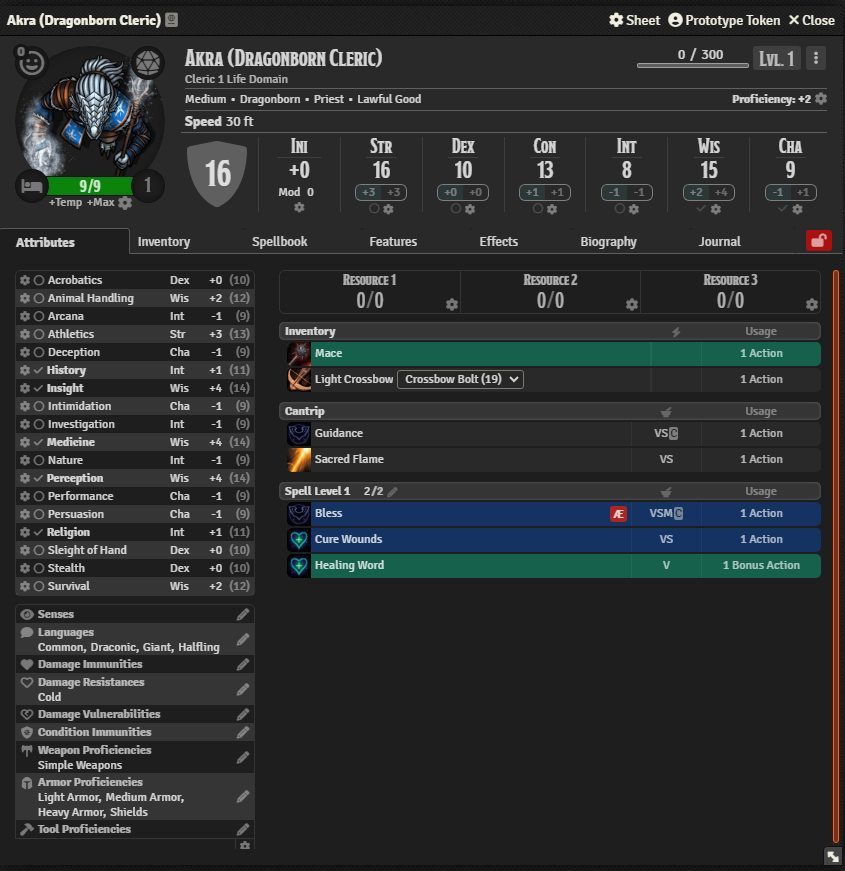 Akra (Dragonborn Cleric) Sheet Prototype Token Close
0
Akra (Dragonborn Cleric) 0 / 300 Lvl. 1
Cleric 1 Life Domain
Medium • Dragonborn • Priest • Lawful Good Proficiency: +2
Speed 30 ft
9/9 1
+Temp +Max
16
Ini Str Dex Con Int Wis Cha
+0 16 10 13 8 15 9
Mod 0 +3 +3 +0 +0 +1 +1 -1 -1 +2 +4 -1 +1
Attributes Inventory Spellbook Features Effects Biography Journal
Acrobatics Dex +0 (10)
Animal Handling Wis +2 (12)
Arcana Int -1 (9)
Athletics Str +3 (13)
Deception Cha -1 (9)
History Int +1 (11)
Insight Wis +4 (14)
Intimidation Cha -1 (9)
Investigation Int -1 (9)
Medicine Wis +4 (14)
Nature Int -1 (9)
Perception Wis +4 (14)
Performance Cha -1 (9)
Persuasion Cha -1 (9)
Religion Int +1 (11)
Sleight of Hand Dex +0 (10)
Stealth Dex +0 (10)
Survival Wis +2 (12)
Senses
Languages
Common, Draconic, Giant, Halfling
Damage Immunities
Damage Resistances
Cold
Damage Vulnerabilities
Condition Immunities
Weapon Proficiencies
Simple Weapons
Armor Proficiencies
Light Armor, Medium Armor,
Heavy Armor, Shields
Tool Proficiencies
Resource 1 Resource 2 Resource 3
0/0 0/0 0/0
Inventory Usage
Mace 1 Action
Light Crossbow Crossbow Bolt (19) 1 Action
Cantrip Usage
Guidance VSC 1 Action
Sacred Flame VS 1 Action
Spell Level 1 2/2 Usage
Bless Æ VSMC 1 Action
Cure Wounds VS 1 Action
Healing Word V 1 Bonus Action